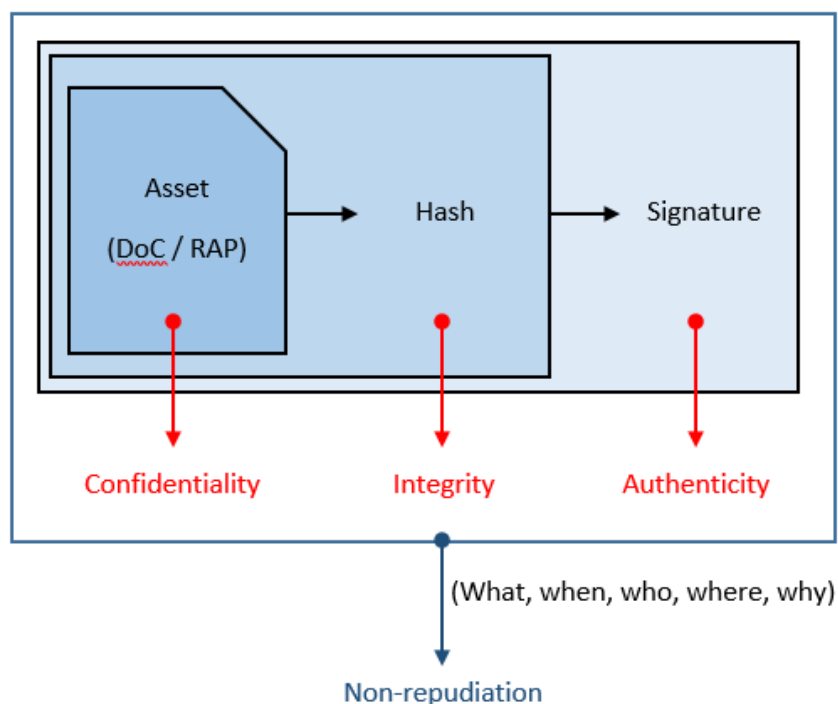 Asset
(DoC / RAP)
Hash
Signature
Confidentiality
Integrity
Authenticity
(What, when, who, where, why)
Non-repudiation